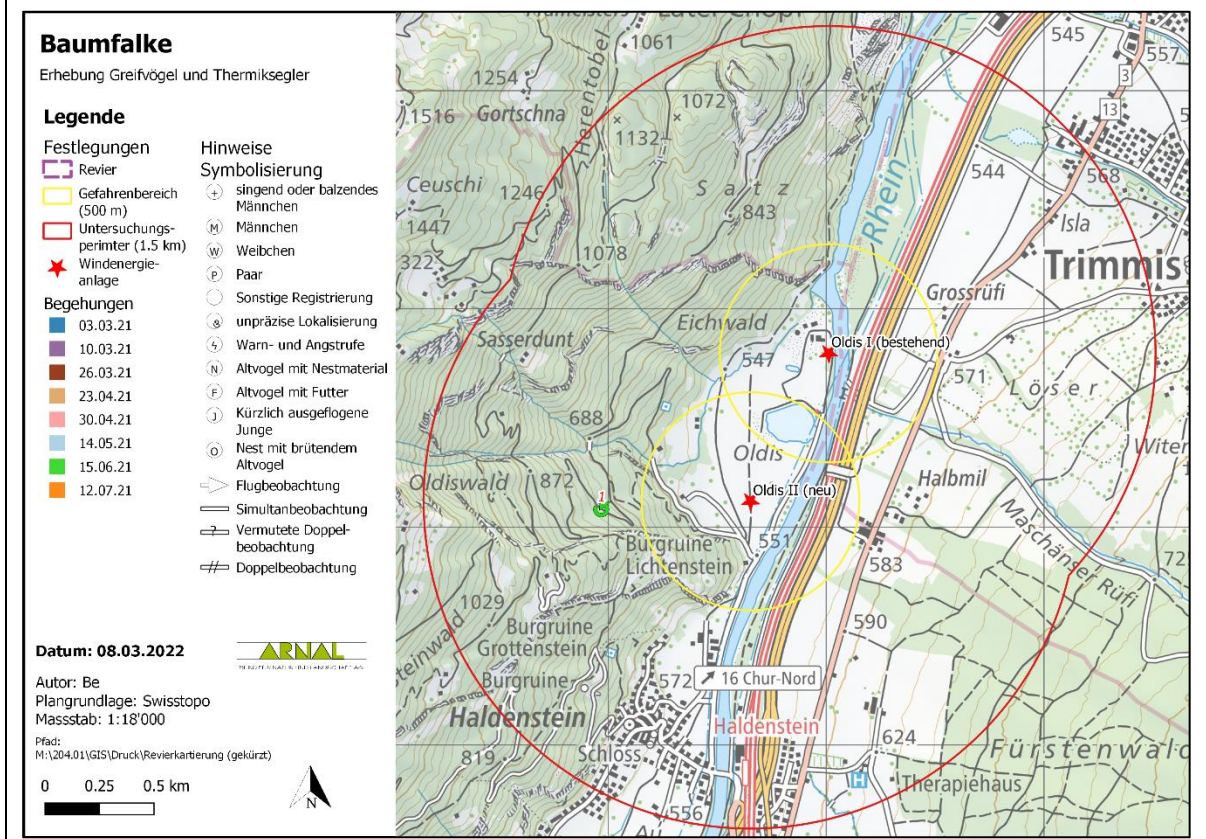 Baumfalke
Erhebung Greifvögel und Thermiksegler
Legende
Festlegungen
Revier
Gefahrenbereich
(500 m)
Untersuchungs-
perimter (1.5 km)
Windenergie-
anlage
Begehungen
03.03.21
10.03.21
26.03.21
23.04.21
30.04.21
14.05.21
15.06.21
12.07.21
Hinweise
Symbolisierung
+ singend oder balzendes
Männchen
M Männchen
W Weibchen
P Paar
Sonstige Registrierung
& unpräzise Lokalisierung
Warn- und Angstrufe
N Altvogel mit Nestmaterial
F Altvogel mit Futter
J Kürzlich ausgeflogene
Junge
O Nest mit brütendem
Altvogel
Flugbeobachtung
Simultanbeobachtung
? Vermutete Doppel-
beobachtung
Doppelbeobachtung
Datum: 08.03.2022
ARNAL
Autor: Be
Plangrundlage: Swisstopo
Massstab: 1:18'000
Pfad:
M:\204.01\GIS\Druck\Revierkartierung (gekürzt)
0 0.25 0.5 km
N
1061
545
557
3
1254
1072
13
1516
Gortschna
1132
544
568
Ceuschi
1246
Satz
Rhein
Isla
843
1447
1078
322
Trimmis
Grossrüfi
Eichwald
Sasserdunt
Oldis I (bestehend)
547
571
Löser
688
Oldis
Witer
Halbmil
Oldiswald
872
1
Oldis II (neu)
Maschänser Rüfi
551
Burgruine
Lichtenstein
583
72
1029
590
Burgruine
Grottenstein
steinwald
Burgruine
572
16 Chur-Nord
Haldenstein
Haldenstein
624
Fürstenwald
819
Schloss
H
Therapiehaus
556